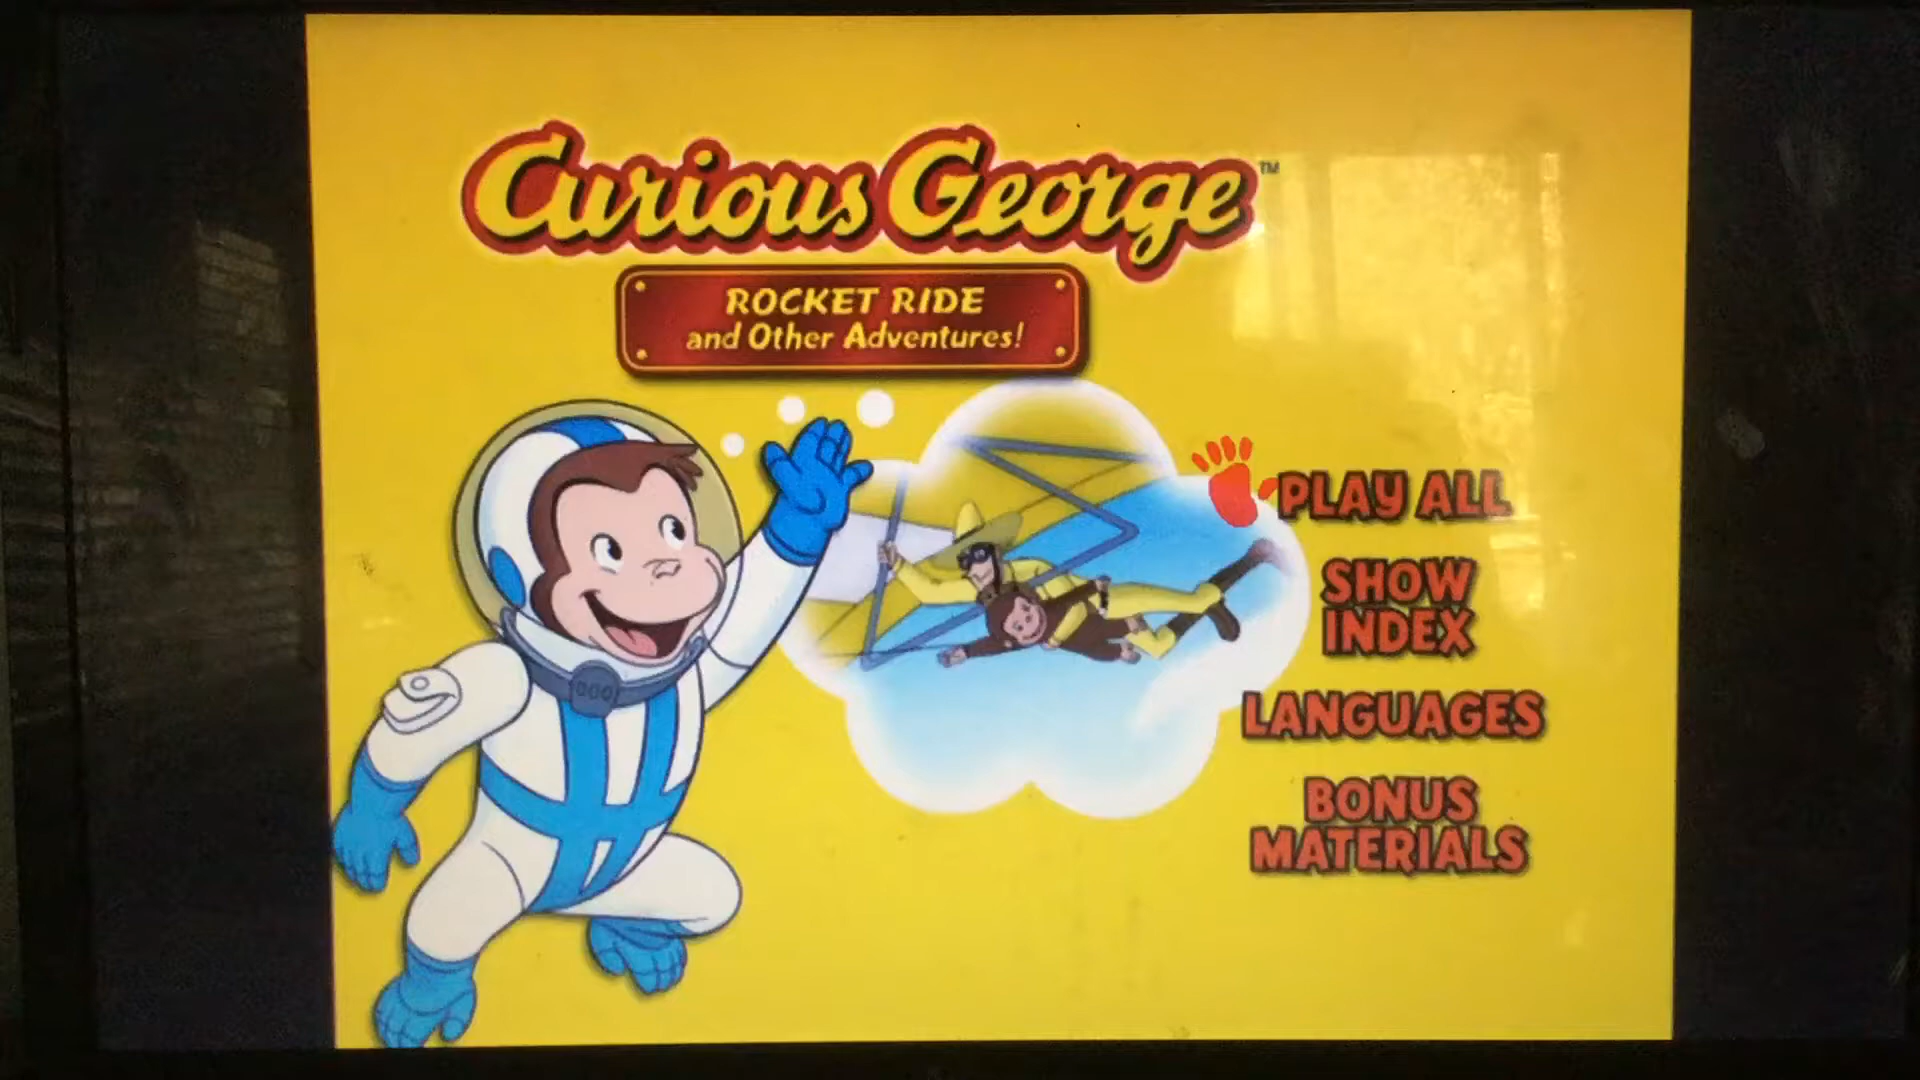 Curious George™
ROCKET RIDE
and Other Adventures!
PLAY ALL
SHOW
INDEX
LANGUAGES
BONUS
MATERIALS